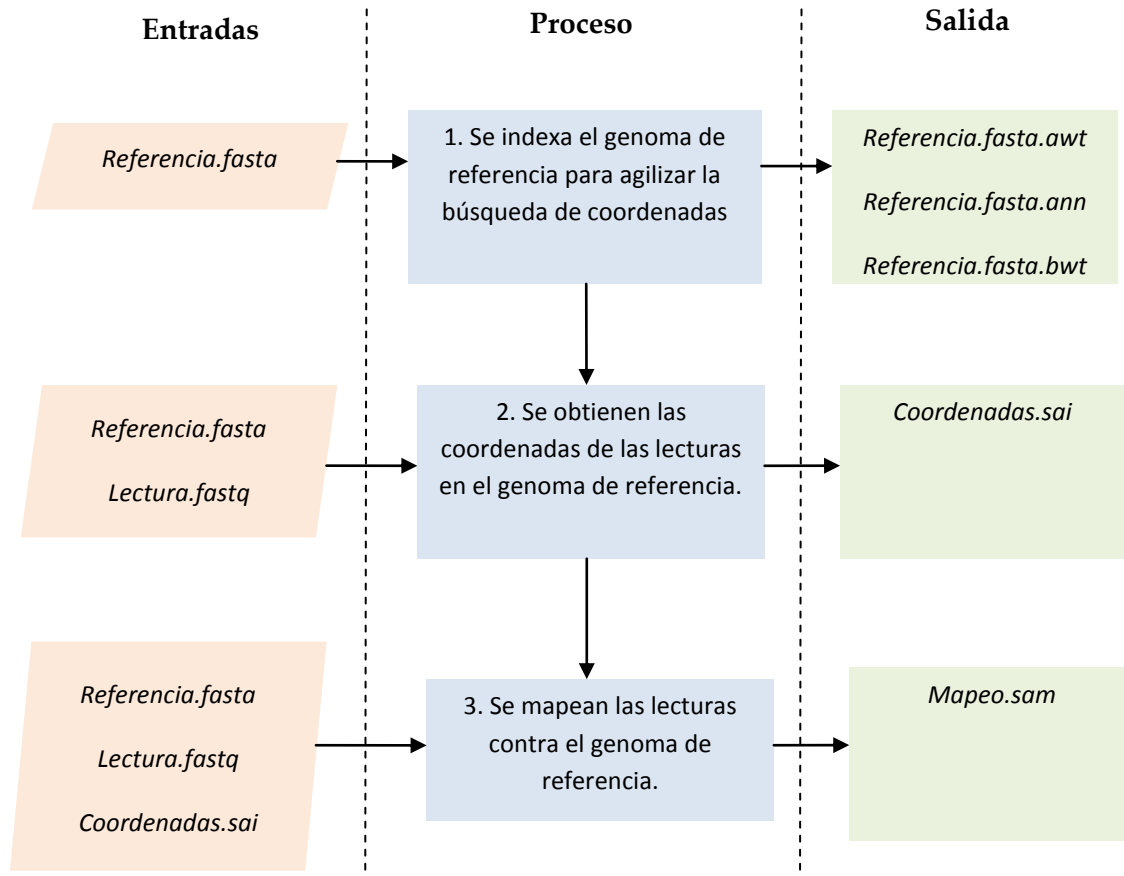 Entradas
Proceso
Salida
Referencia.fasta
1. Se indexa el genoma de
referencia para agilizar la
búsqueda de coordenadas
Referencia.fasta.awt
Referencia.fasta.ann
Referencia.fasta.bwt
Referencia.fasta
Lectura.fastq
2. Se obtienen las
coordenadas de las lecturas
en el genoma de referencia.
Coordenadas.sai
Referencia.fasta
Lectura.fastq
Coordenadas.sai
3. Se mapean las lecturas
contra el genoma de
referencia.
Mapeo.sam